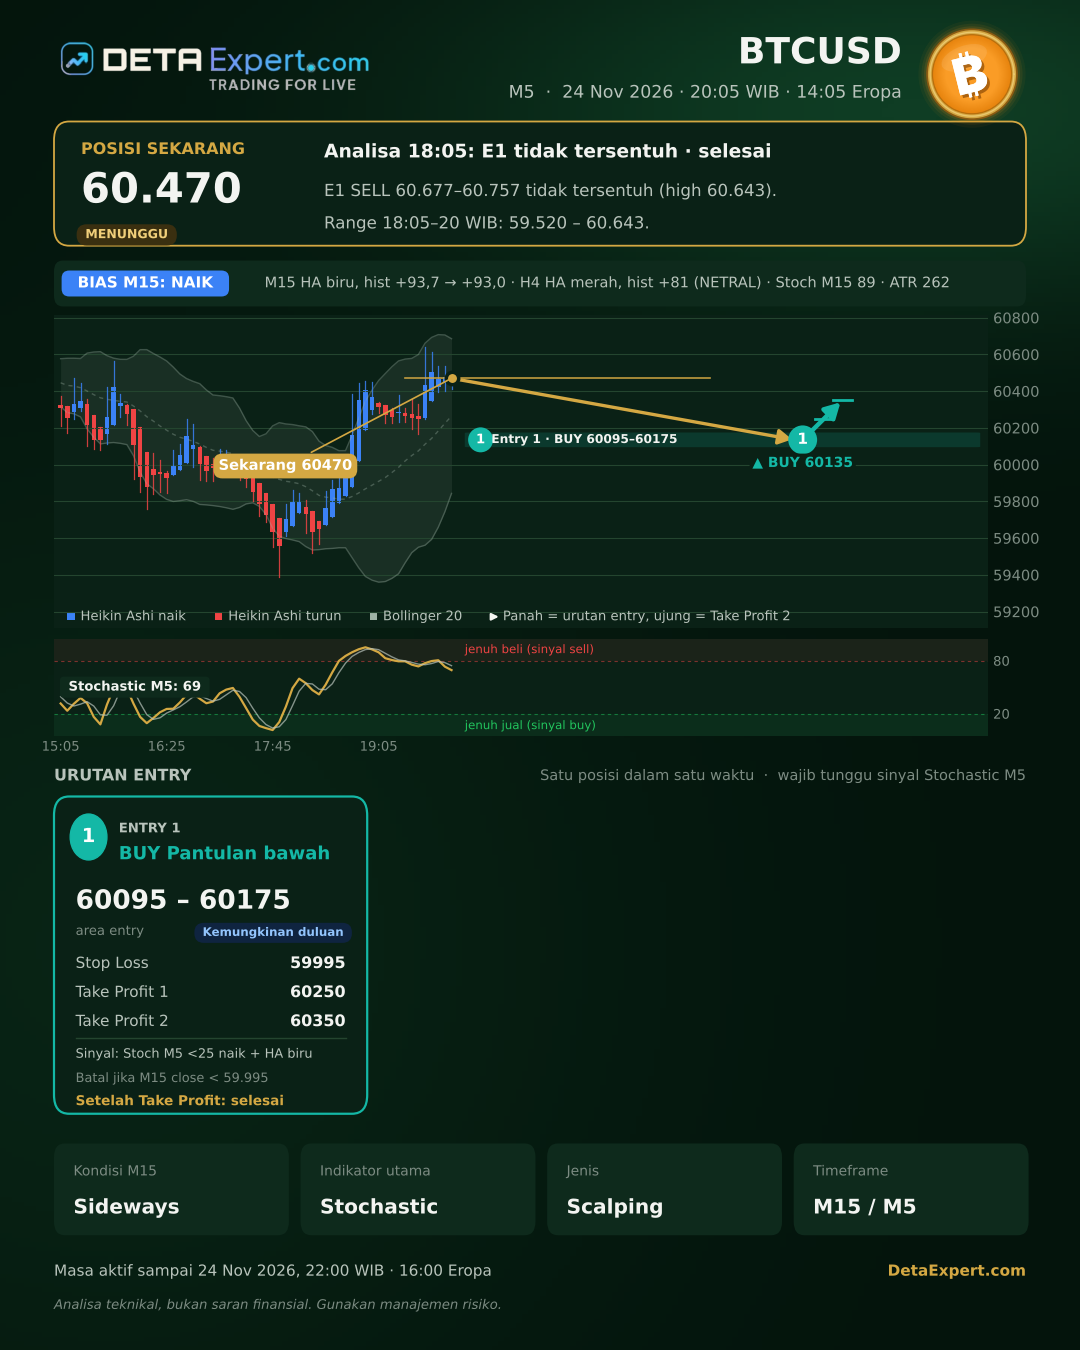 DETA Expert.com
TRADING FOR LIVE
BTCUSD
M5 · 24 Nov 2026 · 20:05 WIB · 14:05 Eropa
POSISI SEKARANG
60.470
MENUNGGU
Analisa 18:05: E1 tidak tersentuh · selesai
E1 SELL 60.677–60.757 tidak tersentuh (high 60.643).
Range 18:05–20 WIB: 59.520 – 60.643.
BIAS M15: NAIK
M15 HA biru, hist +93,7 → +93,0 · H4 HA merah, hist +81 (NETRAL) · Stoch M15 89 · ATR 262
60800
60600
60400
60200
60000
59800
59600
59400
59200
Sekarang 60470
1 Entry 1 · BUY 60095–60175
1
▲ BUY 60135
Heikin Ashi naik
Heikin Ashi turun
Bollinger 20
Panah = urutan entry, ujung = Take Profit 2
jenuh beli (sinyal sell)
80
Stochastic M5: 69
20
jenuh jual (sinyal buy)
15:05 16:25 17:45 19:05
URUTAN ENTRY
Satu posisi dalam satu waktu · wajib tunggu sinyal Stochastic M5
1
ENTRY 1
BUY Pantulan bawah
60095 – 60175
area entry
Kemungkinan duluan
Stop Loss 59995
Take Profit 1 60250
Take Profit 2 60350
Sinyal: Stoch M5 <25 naik + HA biru
Batal jika M15 close < 59.995
Setelah Take Profit: selesai
Kondisi M15
Sideways
Indikator utama
Stochastic
Jenis
Scalping
Timeframe
M15 / M5
Masa aktif sampai 24 Nov 2026, 22:00 WIB · 16:00 Eropa
DetaExpert.com
Analisa teknikal, bukan saran finansial. Gunakan manajemen risiko.